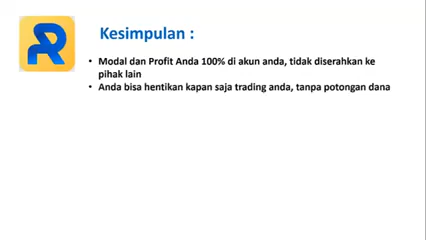 Kesimpulan :
• Modal dan Profit Anda 100% di akun anda, tidak diserahkan ke
pihak lain
• Anda bisa hentikan kapan saja trading anda, tanpa potongan dana